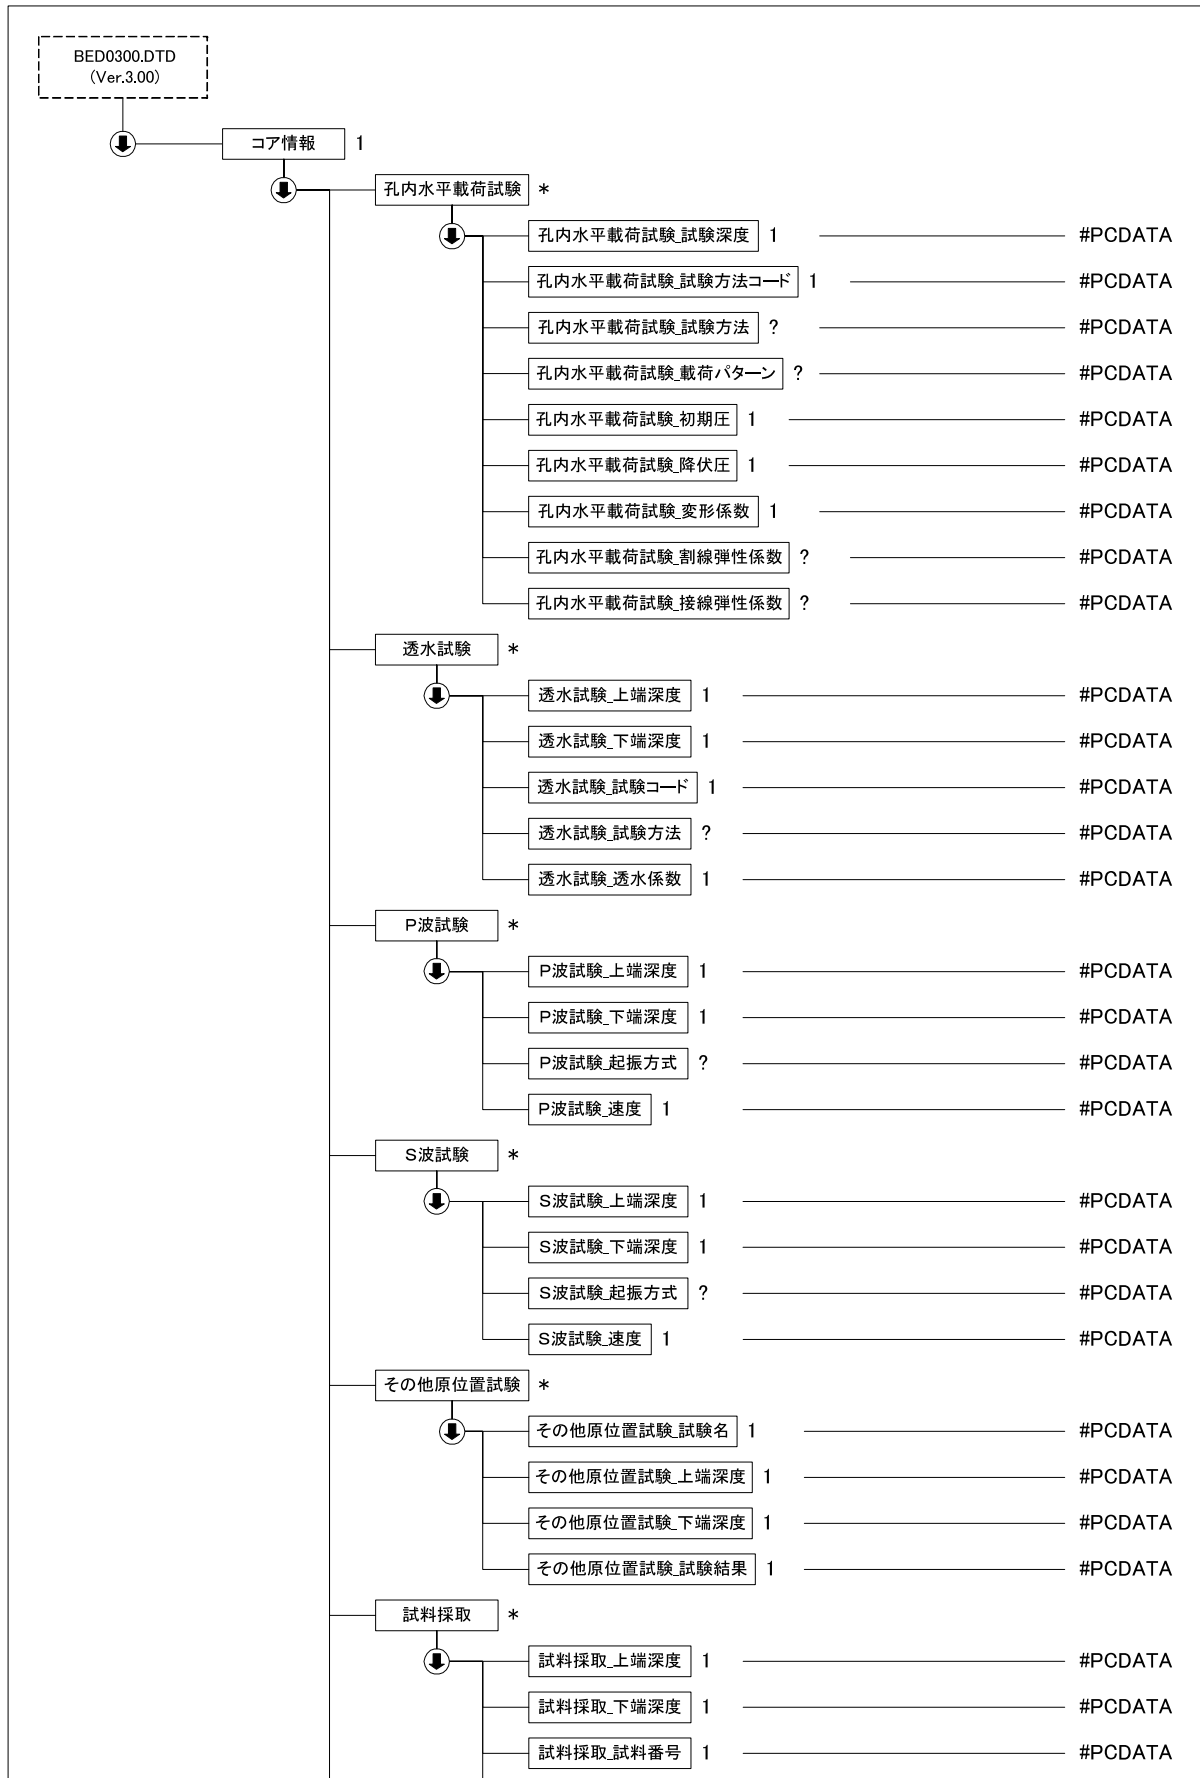 BED0300.DTD
(Ver.3.00)
コア情報 1
孔内水平載荷試験 *
孔内水平載荷試験_試験深度 1 #PCDATA
孔内水平載荷試験_試験方法コード 1 #PCDATA
孔内水平載荷試験_試験方法 ? #PCDATA
孔内水平載荷試験_載荷パターン ? #PCDATA
孔内水平載荷試験_初期圧 1 #PCDATA
孔内水平載荷試験_降伏圧 1 #PCDATA
孔内水平載荷試験_変形係数 1 #PCDATA
孔内水平載荷試験_割線弾性係数 ? #PCDATA
孔内水平載荷試験_接線弾性係数 ? #PCDATA
透水試験 *
透水試験_上端深度 1 #PCDATA
透水試験_下端深度 1 #PCDATA
透水試験_試験コード 1 #PCDATA
透水試験_試験方法 ? #PCDATA
透水試験_透水係数 1 #PCDATA
P波試験 *
P波試験_上端深度 1 #PCDATA
P波試験_下端深度 1 #PCDATA
P波試験_起振方式 ? #PCDATA
P波試験_速度 1 #PCDATA
S波試験 *
S波試験_上端深度 1 #PCDATA
S波試験_下端深度 1 #PCDATA
S波試験_起振方式 ? #PCDATA
S波試験_速度 1 #PCDATA
その他原位置試験 *
その他原位置試験_試験名 1 #PCDATA
その他原位置試験_上端深度 1 #PCDATA
その他原位置試験_下端深度 1 #PCDATA
その他原位置試験_試験結果 1 #PCDATA
試料採取 *
試料採取_上端深度 1 #PCDATA
試料採取_下端深度 1 #PCDATA
試料採取_試料番号 1 #PCDATA